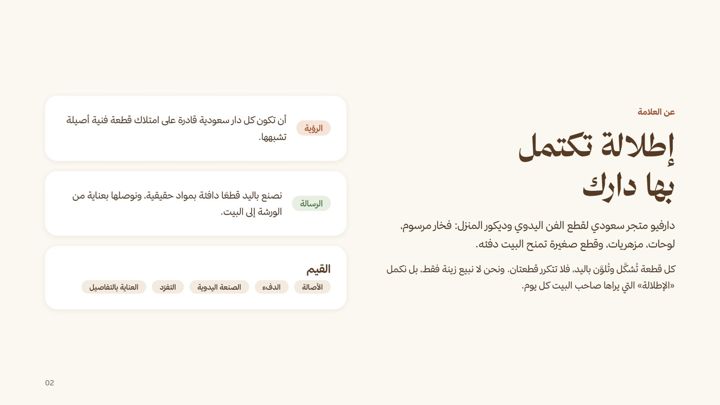 عن العلامة
إطلالة تكتمل
بها دارك
دارفيو متجر سعودي لقطع الفن اليدوي وديكور المنزل: فخار مرسوم،
لوحات، مزهريات، وقطع صغيرة تمنح البيت دفئه.
كل قطعة تُشكَّل وتُلوَّن باليد، فلا تتكرر قطعتان. ونحن لا نبيع زينة فقط، بل نكمل
«الإطلالة» التي يراها صاحب البيت كل يوم.
الرؤية
أن تكون كل دار سعودية قادرة على امتلاك قطعة فنية أصيلة
تشبهها.
الرسالة
نصنع باليد قطعًا دافئة بمواد حقيقية، ونوصلها بعناية من
الورشة إلى البيت.
القيم
الأصالة
الدفء
الصنعة اليدوية
التفرّد
العناية بالتفاصيل
02